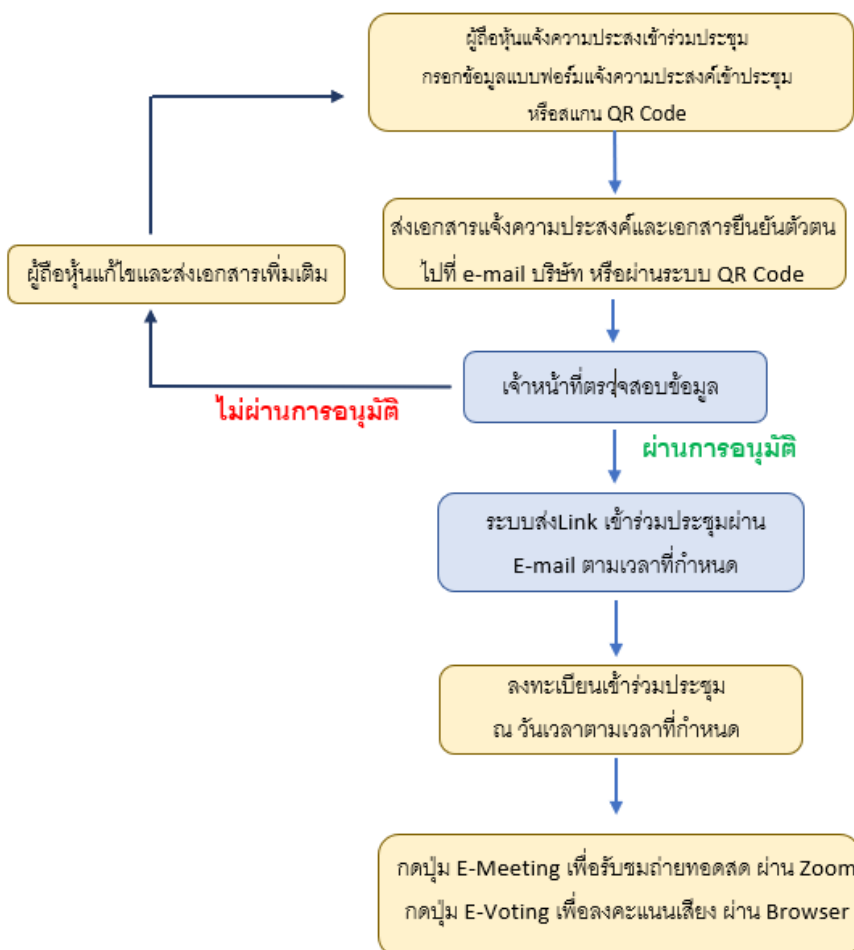 ผู้ถือหุ้นแจ้งความประสงเข้าร่วมประชุม
กรอกข้อมูลแบบฟอร์มแจ้งความประสงค์เข้าประชุม
หรือสแกน QR Code
ส่งเอกสารแจ้งความประสงค์และเอกสารยืนยันตัวตน
ไปที่ e-mail บริษัท หรือผ่านระบบ QR Code
ผู้ถือหุ้นแก้ไขและส่งเอกสารเพิ่มเติม
เจ้าหน้าที่ตรวจสอบข้อมูล
ไม่ผ่านการอนุมัติ
ผ่านการอนุมัติ
ระบบส่งLink เข้าร่วมประชุมผ่าน
E-mail ตามเวลาที่กำหนด
ลงทะเบียนเข้าร่วมประชุม
ณ วันเวลาตามเวลาที่กำหนด
กดปุ่ม E-Meeting เพื่อรับชมถ่ายทอดสด ผ่าน Zoom
กดปุ่ม E-Voting เพื่อลงคะแนนเสียง ผ่าน Browser